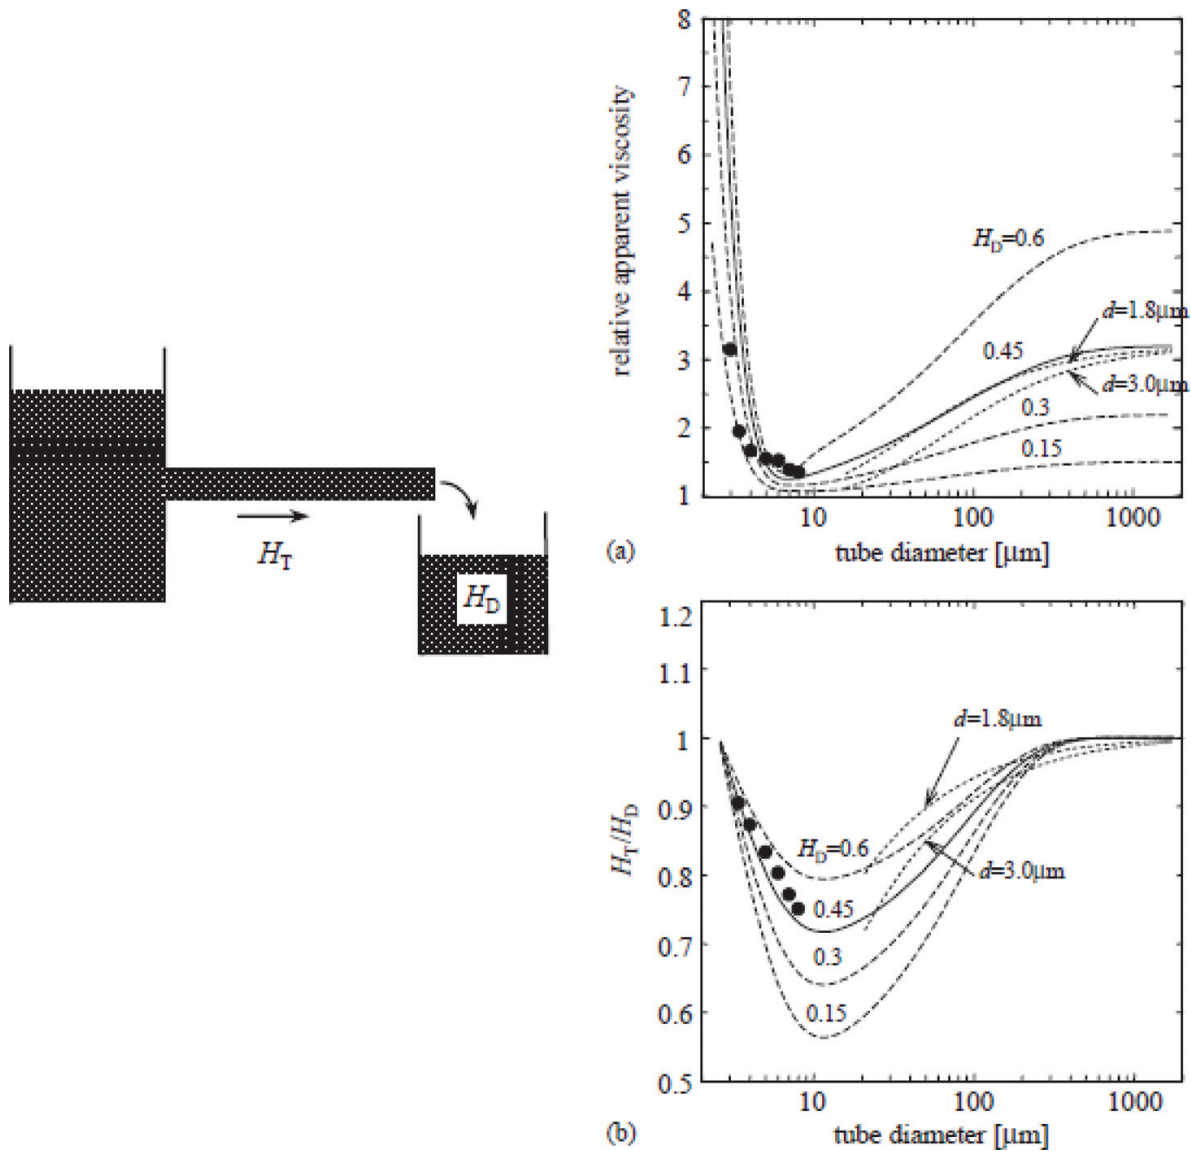 H_T
H_D
8
7
6
5
4
3
2
1
relative apparent viscosity
H_D=0.6
d=1.8μm
0.45
d=3.0μm
0.3
0.15
10
100
1000
(a)
tube diameter [μm]
1.2
1.1
1
0.9
0.8
0.7
0.6
0.5
H_T/H_D
d=1.8μm
H_D=0.6
d=3.0μm
0.45
0.3
0.15
10
100
1000
(b)
tube diameter [μm]